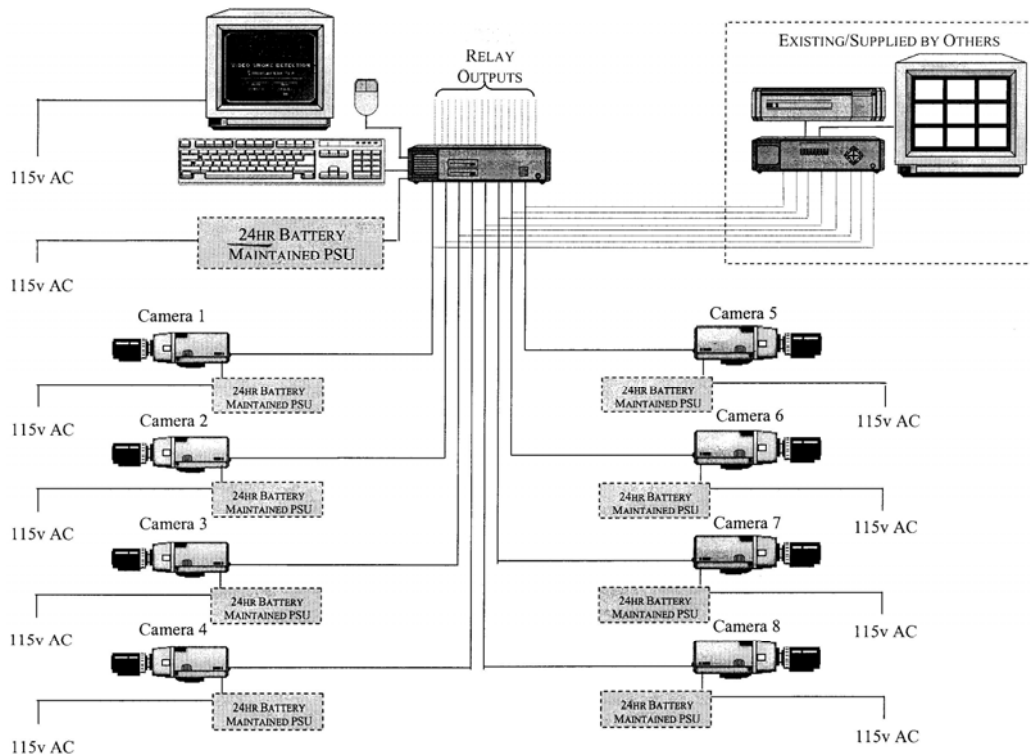 EXISTING/SUPPLIED BY OTHERS
RELAY
OUTPUTS
VIDEO SMOKE DETECTION
115V AC
24HR BATTERY
MAINTAINED PSU
115V AC
Camera 1
24HR BATTERY
MAINTAINED PSU
115V AC
Camera 2
24HR BATTERY
MAINTAINED PSU
115V AC
Camera 3
24HR BATTERY
MAINTAINED PSU
115V AC
Camera 4
24HR BATTERY
MAINTAINED PSU
115V AC
Camera 5
24HR BATTERY
MAINTAINED PSU
115V AC
Camera 6
24HR BATTERY
MAINTAINED PSU
115V AC
Camera 7
24HR BATTERY
MAINTAINED PSU
115V AC
Camera 8
24HR BATTERY
MAINTAINED PSU
115V AC